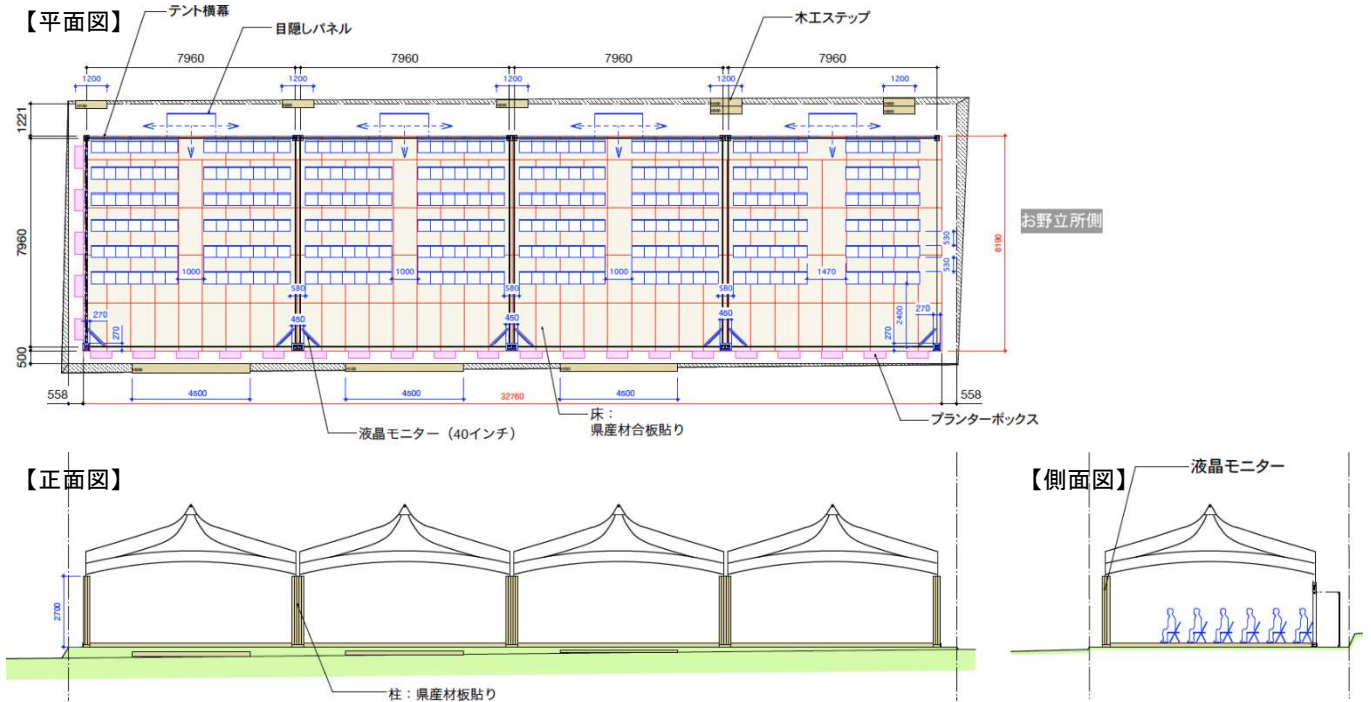 【平面図】
テント横幕
目隠しパネル
木工ステップ
7960
7960
7960
7960
1200
1200
1200
1200
1200
1221
7960
500
8190
お野立所側
530
530
1000
1000
1000
1470
580
580
580
2400
270
270
450
450
450
270
270
558
4500
4500
32760
4500
558
液晶モニター（40インチ）
床：
県産材合板貼り
プランターボックス
【正面図】
2700
柱：県産材板貼り
【側面図】
液晶モニター